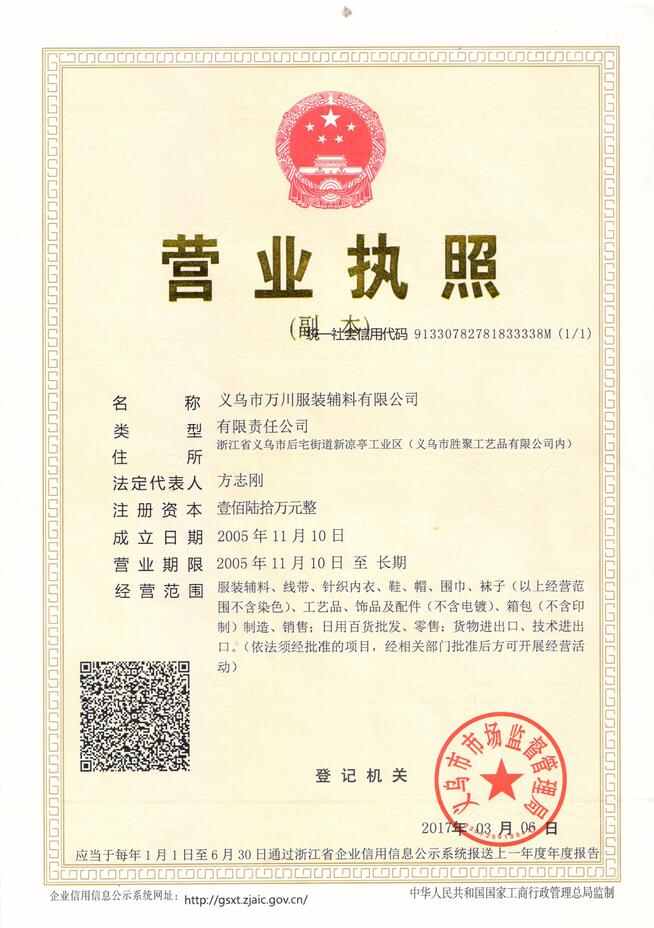 营业执照
(副 本)
统一社会信用代码 91330782781833338M (1/1)
名 称 义乌市万川服装辅料有限公司
类 型 有限责任公司
住 所 浙江省义乌市后宅街道新凉亭工业区（义乌市胜聚工艺品有限公司内）
法定代表人 方志刚
注册资本 壹佰陆拾万元整
成立日期 2005年11月10日
营业期限 2005年11月10日 至 长期
经营范围 服装辅料、线带、针织内衣、鞋、帽、围巾、袜子（以上经营范
围不含染色）、工艺品、饰品及配件（不含电镀）、箱包（不含印
制）制造、销售；日用百货批发、零售；货物进出口、技术进出
口。（依法须经批准的项目，经相关部门批准后方可开展经营活
动）
登记机关
义乌市市场监督管理局
2017年 03 月 06 日
应当于每年1月1日至6月30日通过浙江省企业信用信息公示系统报送上一年度年度报告
企业信用信息公示系统网址： http://gsxt.zjaic.gov.cn/
中华人民共和国国家工商行政管理总局监制